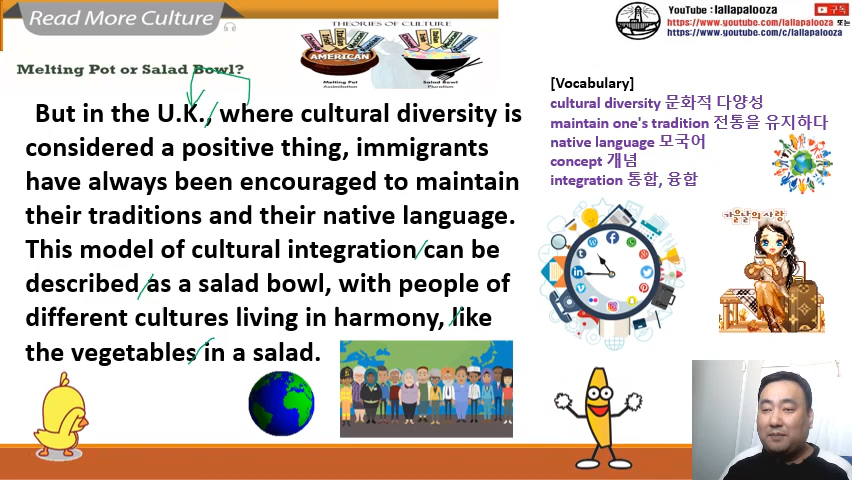 Read More Culture
Melting Pot or Salad Bowl?
THEORIES OF CULTURE
AMERICAN
Melting Pot
Assimilation
Salad Bowl
Pluralism
YouTube : lallapalooza
구독
https://www.youtube.com/lallapalooza 또는
https://www.youtube.com/c/lallapalooza
But in the U.K., where cultural diversity is
considered a positive thing, immigrants
have always been encouraged to maintain
their traditions and their native language.
This model of cultural integration can be
described as a salad bowl, with people of
different cultures living in harmony, like
the vegetables in a salad.
[Vocabulary]
cultural diversity 문화적 다양성
maintain one's tradition 전통을 유지하다
native language 모국어
concept 개념
integration 통합, 융합
가을날의 사랑